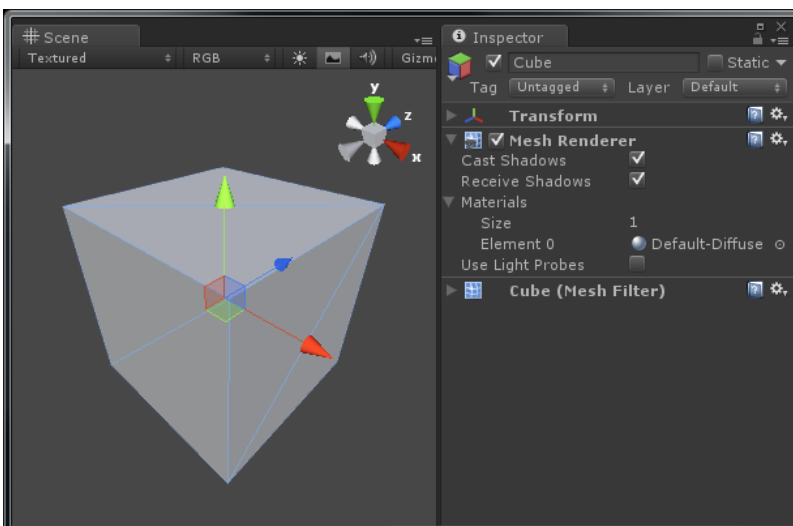 Scene
Textured RGB Gizm
y
z
x
Inspector
Cube Static
Tag Untagged Layer Default
Transform
Mesh Renderer
Cast Shadows
Receive Shadows
Materials
Size 1
Element 0 Default-Diffuse
Use Light Probes
Cube (Mesh Filter)